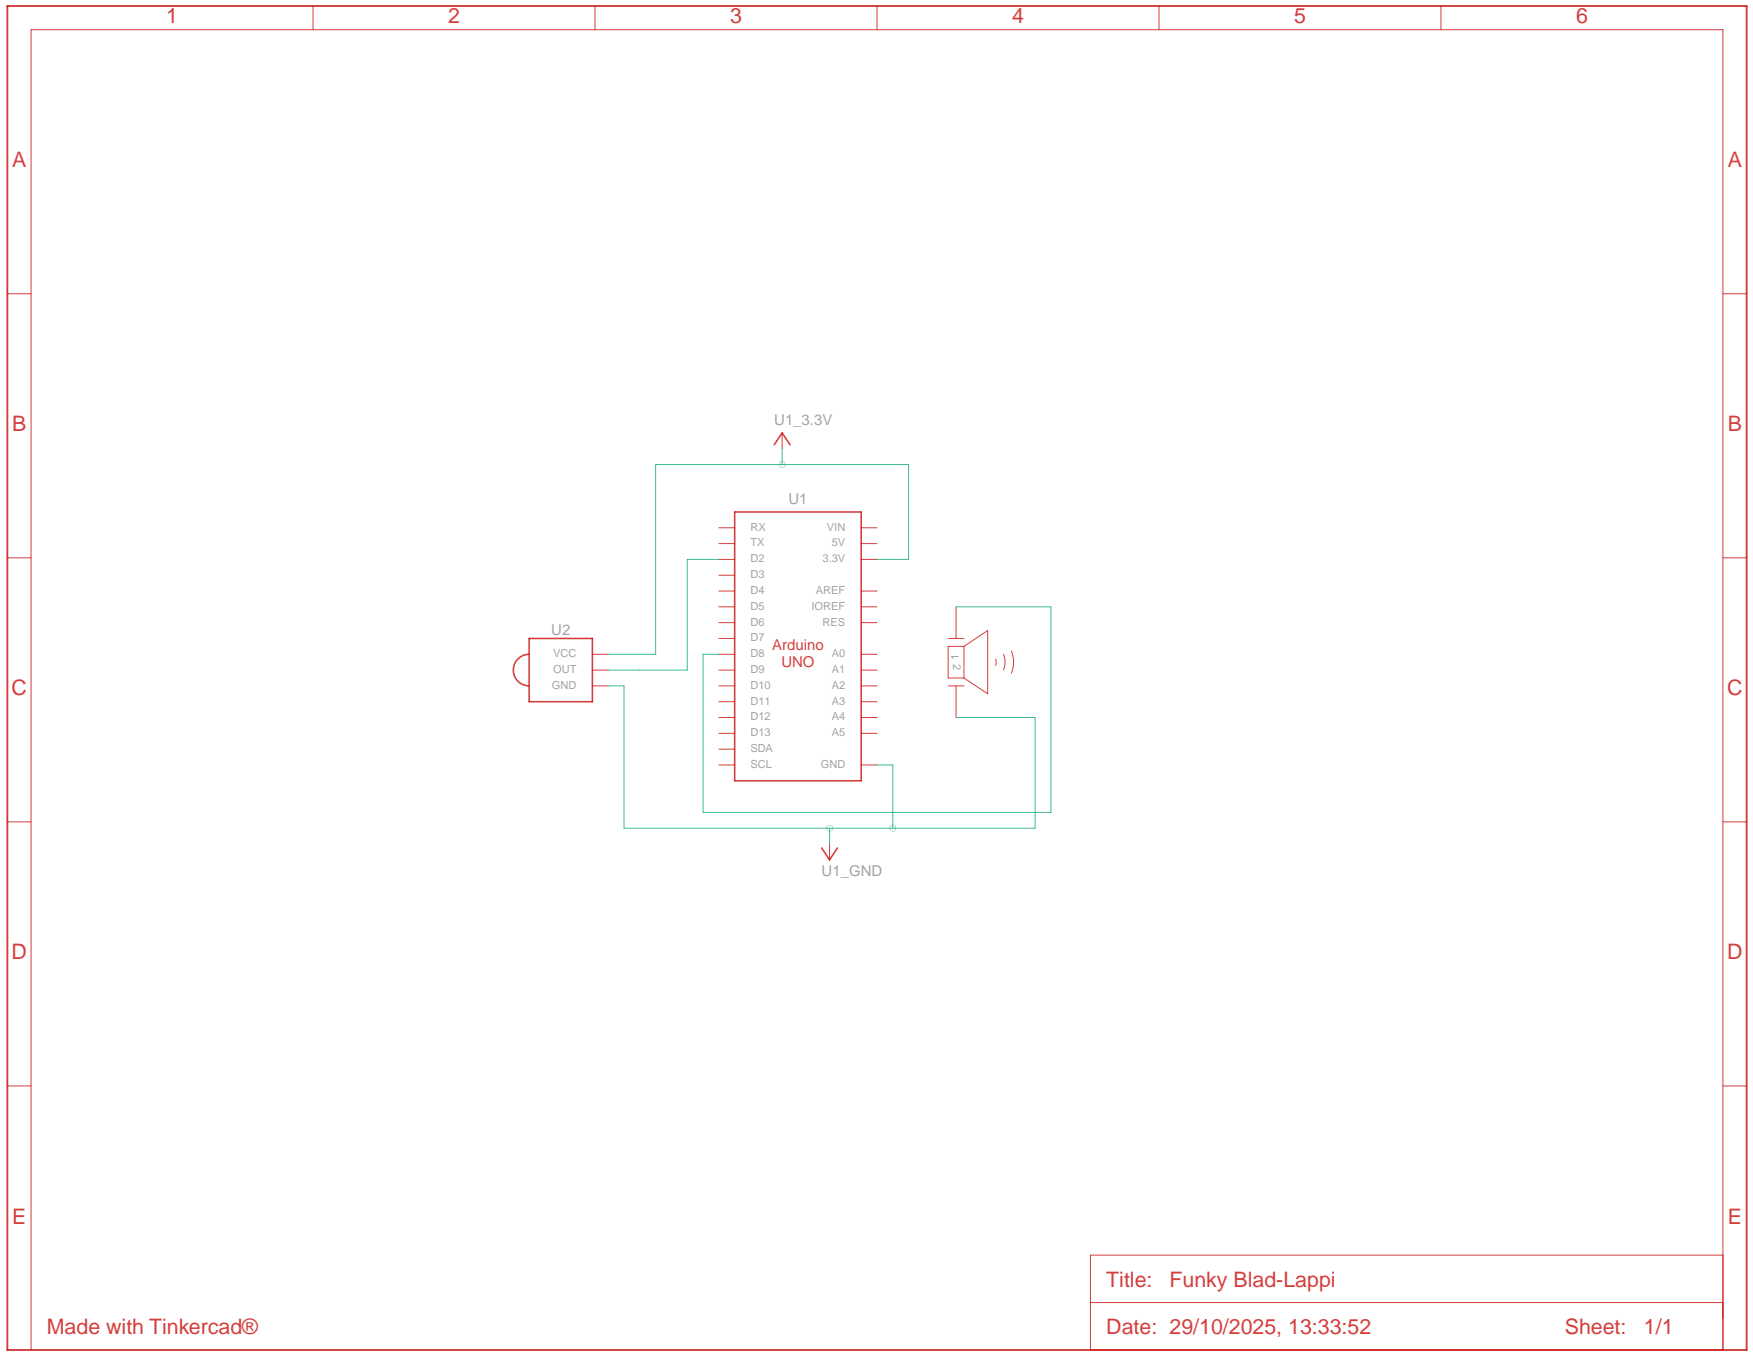 1 2 3 4 5 6
A A
B B
U1_3.3V
U1
RX VIN
TX 5V
D2 3.3V
D3
D4 AREF
D5 IOREF
D6 RES
D7
Arduino
UNO
D8 A0
D9 A1
D10 A2
D11 A3
D12 A4
D13 A5
SDA
SCL GND
U2
VCC
OUT
GND
1 2
C C
U1_GND
D D
E E
Title: Funky Blad-Lappi
Date: 29/10/2025, 13:33:52 Sheet: 1/1
Made with Tinkercad®